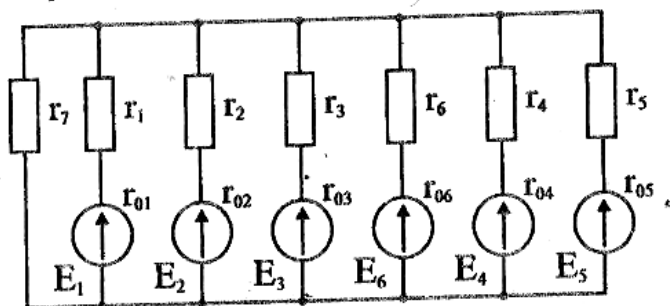 r₇ r₁ r₂ r₃ r₆ r₄ r₅
r₀₁ r₀₂ r₀₃ r₀₆ r₀₄ r₀₅
E₁ E₂ E₃ E₆ E₄ E₅